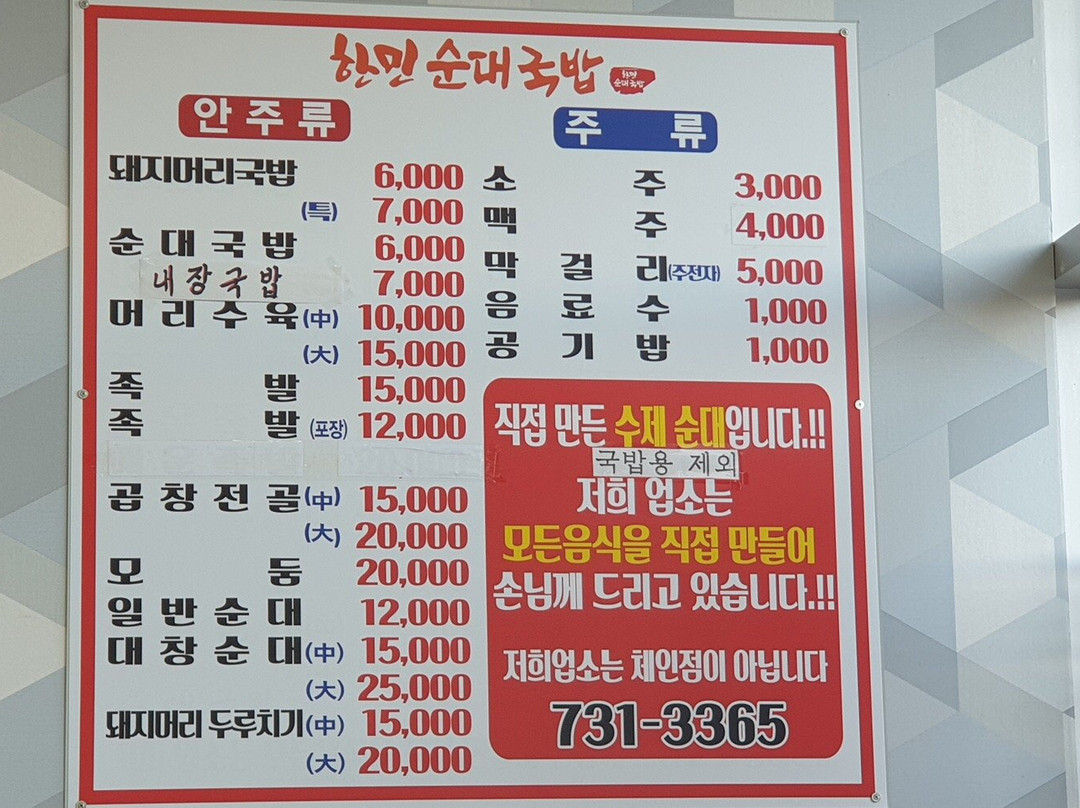 한민 순대국밥 한민 순대국밥
안주류
돼지머리국밥 6,000
(특) 7,000
순대국밥 6,000
내장국밥 7,000
머리수육(中) 10,000
(大) 15,000
족발 15,000
족발(포장) 12,000
곱창전골(中) 15,000
(大) 20,000
모둠 20,000
일반순대 12,000
대창순대(中) 15,000
(大) 25,000
돼지머리 두루치기(中) 15,000
(大) 20,000
주류
소주 3,000
맥주 4,000
막걸리(주전자) 5,000
음료수 1,000
공기밥 1,000
직접 만든 수제 순대입니다.!!
국밥용 제외
저희 업소는
모든음식을 직접 만들어
손님께 드리고 있습니다.!!
저희업소는 체인점이 아닙니다
731-3365